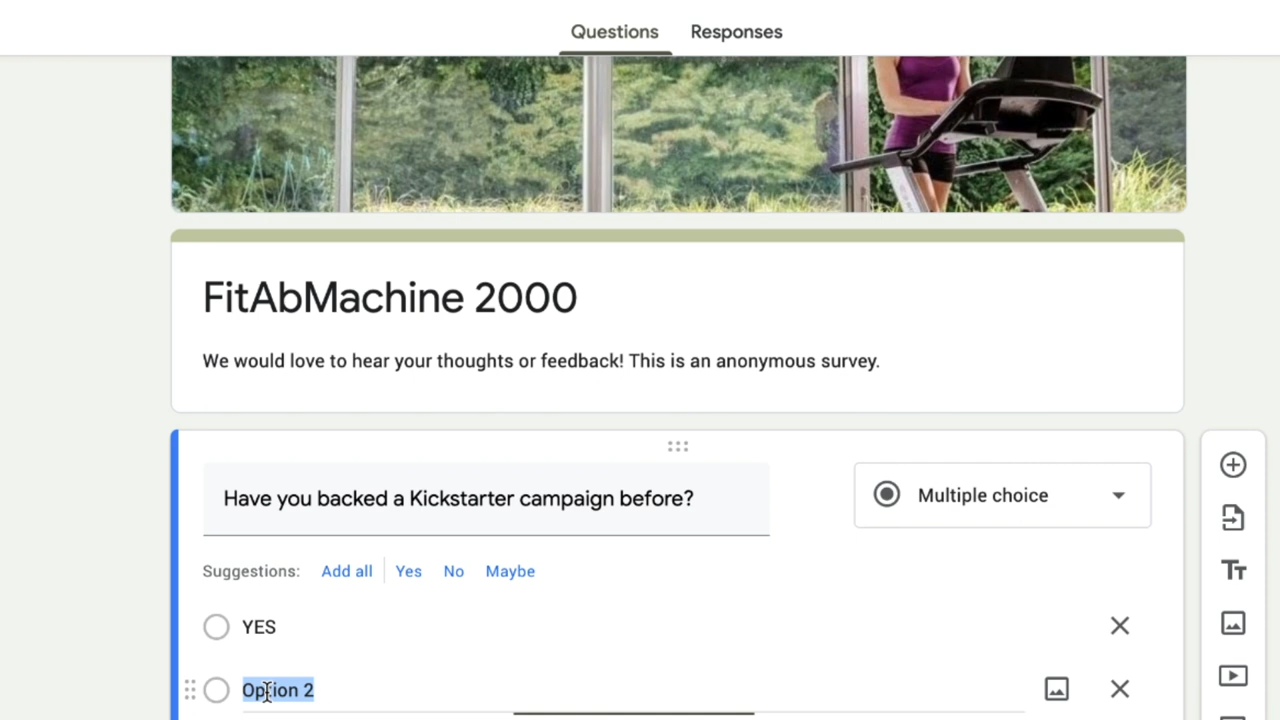 Questions Responses
FitAbMachine 2000
We would love to hear your thoughts or feedback! This is an anonymous survey.
Have you backed a Kickstarter campaign before?
Multiple choice
Suggestions: Add all Yes No Maybe
YES
Option 2